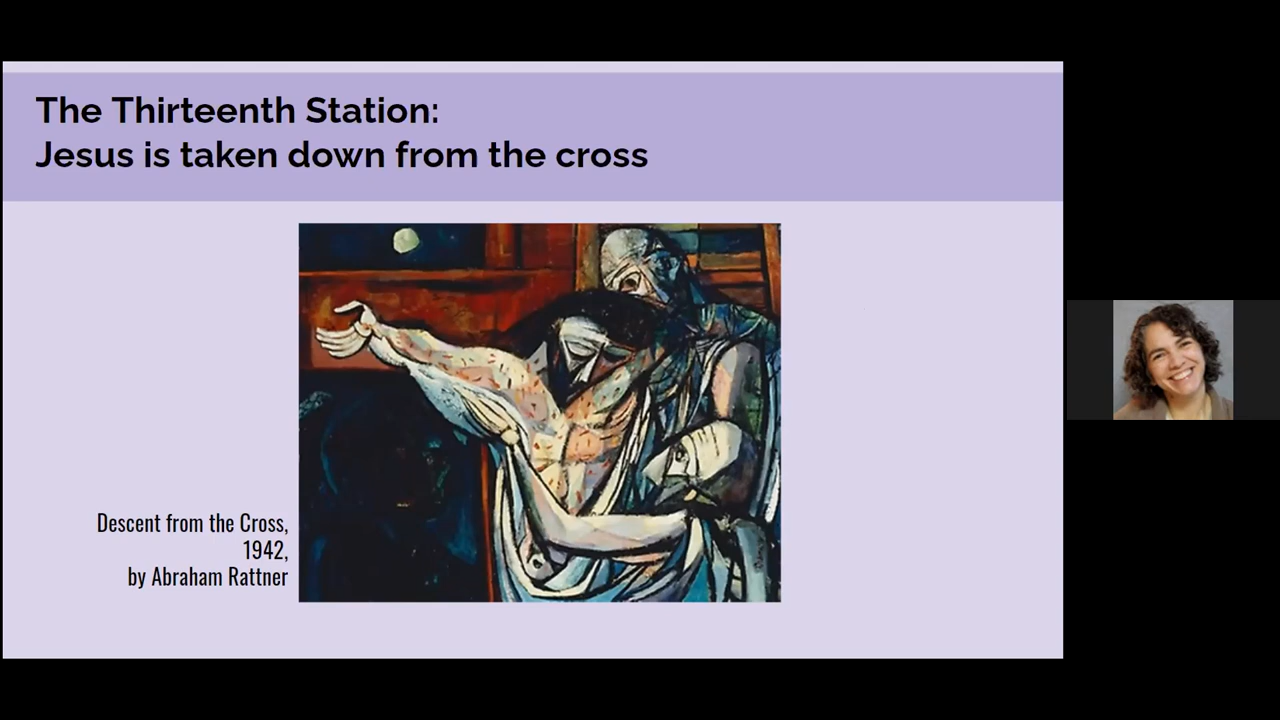 The Thirteenth Station:
Jesus is taken down from the cross
Descent from the Cross,
1942,
by Abraham Rattner